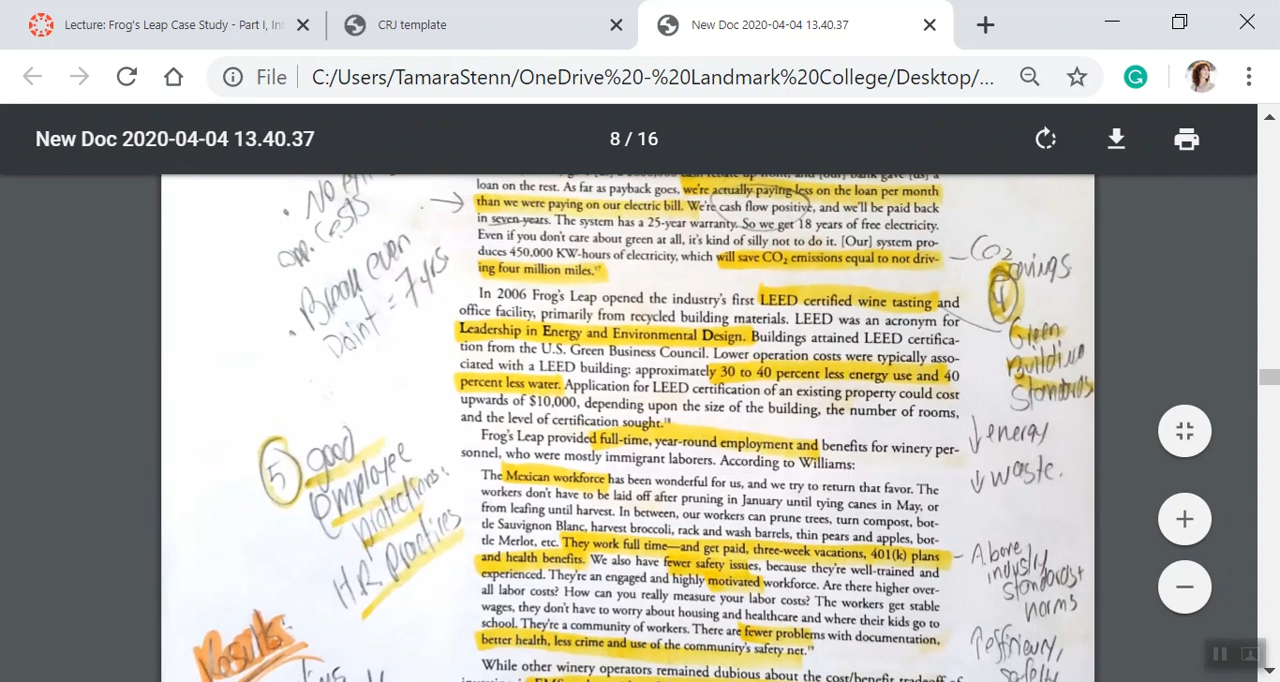 Lecture: Frog's Leap Case Study - Part I, Int
CRJ template
New Doc 2020-04-04 13.40.37
File
C:/Users/TamaraStenn/OneDrive%20-%20Landmark%20College/Desktop/...
New Doc 2020-04-04 13.40.37
8 / 16
loan on the rest. As far as payback goes, we're actually paying less on the loan per month
than we were paying on our electric bill. We're cash flow positive, and we'll be paid back
in seven years. The system has a 25-year warranty. So we get 18 years of free electricity.
Even if you don't care about green at all, it's kind of silly not to do it. [Our] system pro-
duces 450,000 KW-hours of electricity, which will save CO2 emissions equal to not driv-
ing four million miles.17
In 2006 Frog's Leap opened the industry's first LEED certified wine tasting and
office facility, primarily from recycled building materials. LEED was an acronym for
Leadership in Energy and Environmental Design. Buildings attained LEED certifica-
tion from the U.S. Green Business Council. Lower operation costs were typically asso-
ciated with a LEED building: approximately 30 to 40 percent less energy use and 40
percent less water. Application for LEED certification of an existing property could cost
upwards of $10,000, depending upon the size of the building, the number of rooms,
and the level of certification sought.18
Frog's Leap provided full-time, year-round employment and benefits for winery per-
sonnel, who were mostly immigrant laborers. According to Williams:
The Mexican workforce has been wonderful for us, and we try to return that favor. The
workers don't have to be laid off after pruning in January until tying canes in May, or
from leafing until harvest. In between, our workers can prune trees, turn compost, bot-
tle Sauvignon Blanc, harvest broccoli, rack and wash barrels, thin pears and apples, bot-
tle Merlot, etc. They work full time—and get paid, three-week vacations, 401(k) plans
and health benefits. We also have fewer safety issues, because they're well-trained and
experienced. They're an engaged and highly motivated workforce. Are there higher over-
all labor costs? How can you really measure your labor costs? The workers get stable
wages, they don't have to worry about housing and healthcare and where their kids go to
school. They're a community of workers. There are fewer problems with documentation,
better health, less crime and use of the community's safety net.19
While other winery operators remained dubious about the cost/benefit tradeoff of
NO
opp. costs
Break even
point = 7 yrs
5 good
employee
protections.
H.R. practices
Results
CO2
savings
4
Green
Building
Standards
↓ energy
↓ waste.
Above
industry
standards +
norms
↑ efficiency,
safety